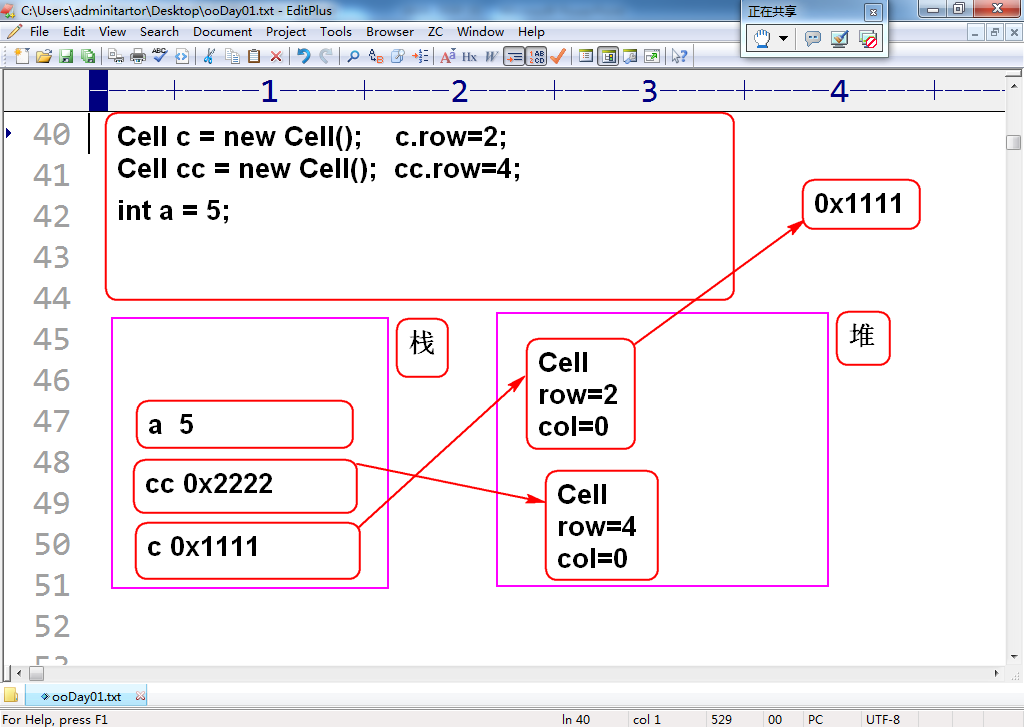 C:\Users\adminitartor\Desktop\ooDay01.txt - EditPlus
正在共享
File Edit View Search Document Project Tools Browser ZC Window Help
1 2 3 4
40
41
42
43
44
45
46
47
48
49
50
51
52
53
Cell c = new Cell(); c.row=2;
Cell cc = new Cell(); cc.row=4;
int a = 5;
0x1111
栈
堆
a 5
cc 0x2222
c 0x1111
Cell
row=2
col=0
Cell
row=4
col=0
ooDay01.txt
For Help, press F1
ln 40
col 1
529
00
PC
UTF-8